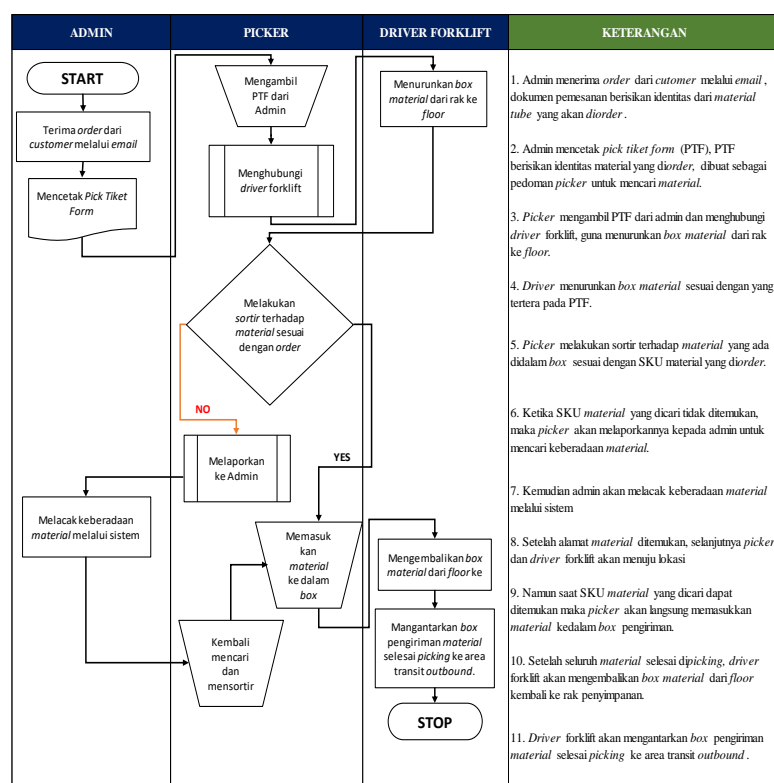 ADMIN
PICKER
DRIVER FORKLIFT
KETERANGAN
START
Terima order dari
customer melalui email
Mencetak Pick Tiket
Form
Mengambil
PTF dari
Admin
Menghubungi
driver forklift
Menurunkan box
material dari rak ke
floor
Melakukan
sortir terhadap
material sesuai
dengan order
NO
YES
Melaporkan
ke Admin
Melacak keberadaan
material melalui sistem
Memasuk
kan
material
ke dalam
box
Kembali
mencari
dan
mensortir
Mengembalikan box
material dari floor ke
Mangantarkan box
pengiriman material
selesai picking ke area
transit outbound.
STOP
1. Admin menerima order dari cutomer melalui email ,
dokumen pemesanan berisikan identitas dari material
tube yang akan diorder .
2. Admin mencetak pick tiket form (PTF), PTF
berisikan identitas material yang diorder, dibuat sebagai
pedoman picker untuk mencari material.
3. Picker mengambil PTF dari admin dan menghubungi
driver forklift, guna menurunkan box material dari rak
ke floor.
4. Driver menurunkan box material sesuai dengan yang
tertera pada PTF.
5. Picker melakukan sortir terhadap material yang ada
didalam box sesuai dengan SKU material yang diorder.
6. Ketika SKU material yang dicari tidak ditemukan,
maka picker akan melaporkannya kepada admin untuk
mencari keberadaan material.
7. Kemudian admin akan melacak keberadaan material
melalui sistem
8. Setelah alamat material ditemukan, selanjutnya picker
dan driver forklift akan menuju lokasi
9. Namun saat SKU material yang dicari dapat
ditemukan maka picker akan langsung memasukkan
material kedalam box pengiriman.
10. Setelah seluruh material selesai dipicking, driver
forklift akan mengembalikan box material dari floor
kembali ke rak penyimpanan.
11. Driver forklift akan mengantarkan box pengiriman
material selesai picking ke area transit outbound .